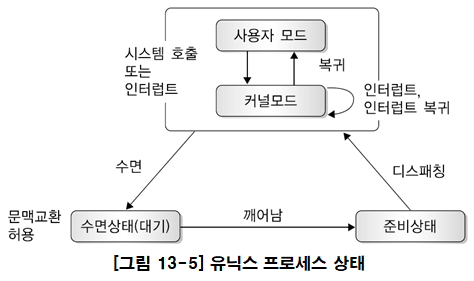 사용자 모드
시스템 호출
또는
인터럽트
복귀
커널모드
인터럽트,
인터럽트 복귀
수면
디스패칭
문맥교환
허용
수면상태(대기)
깨어남
준비상태
[그림 13-5] 유닉스 프로세스 상태